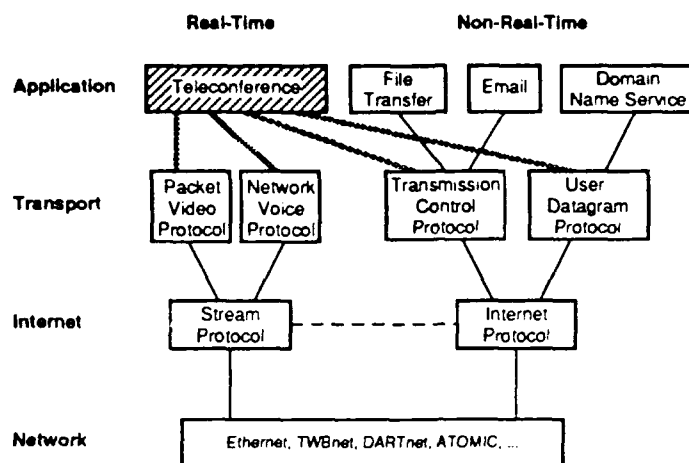 Real-Time Non-Real-Time
Application
Teleconference
File
Transfer
Email
Domain
Name Service
Transport
Packet
Video
Protocol
Network
Voice
Protocol
Transmission
Control
Protocol
User
Datagram
Protocol
Internet
Stream
Protocol
Internet
Protocol
Network
Ethernet, TWBnet, DARTnet, ATOMIC, ...